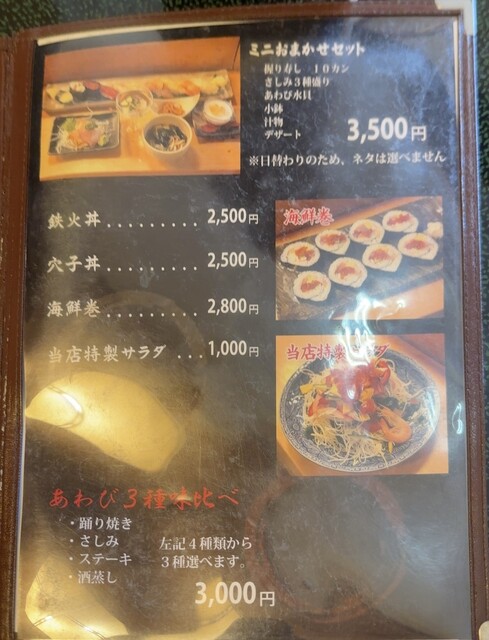 ミニおまかせセット
握り寿し １０カン
さしみ３種盛り
あわび水貝
小鉢
汁物
デザート
3,500円
※日替わりのため、ネタは選べません
鉄火丼.........2,500円
穴子丼.........2,500円
海鮮巻.........2,800円
当店特製サラダ...1,000円
海鮮巻
当店特製サラダ
あわび３種味比べ
・踊り焼き
・さしみ
・ステーキ
・酒蒸し
左記４種類から
３種選べます。
3,000円